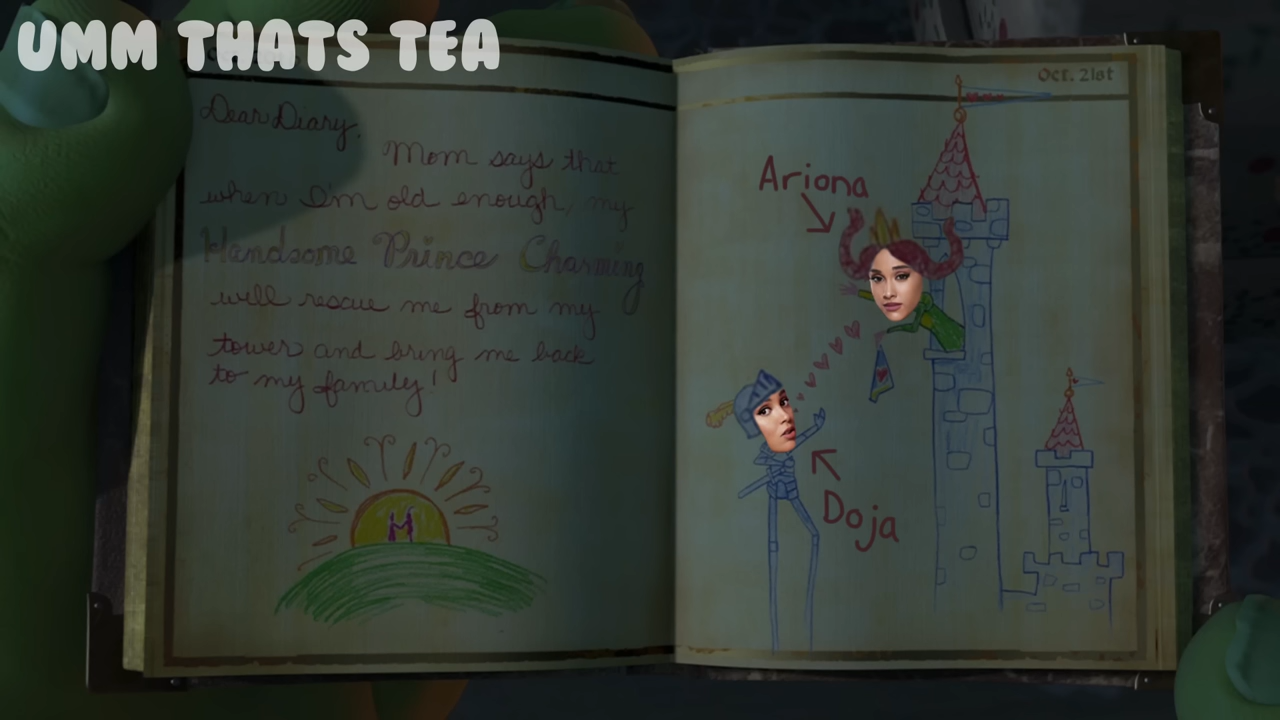 UMM THATS TEA
Dear Diary,
Mom says that
when I'm old enough, my
Handsome Prince Charming
will rescue me from my
tower and bring me back
to my family!
Oct. 21st
Ariona
Doja